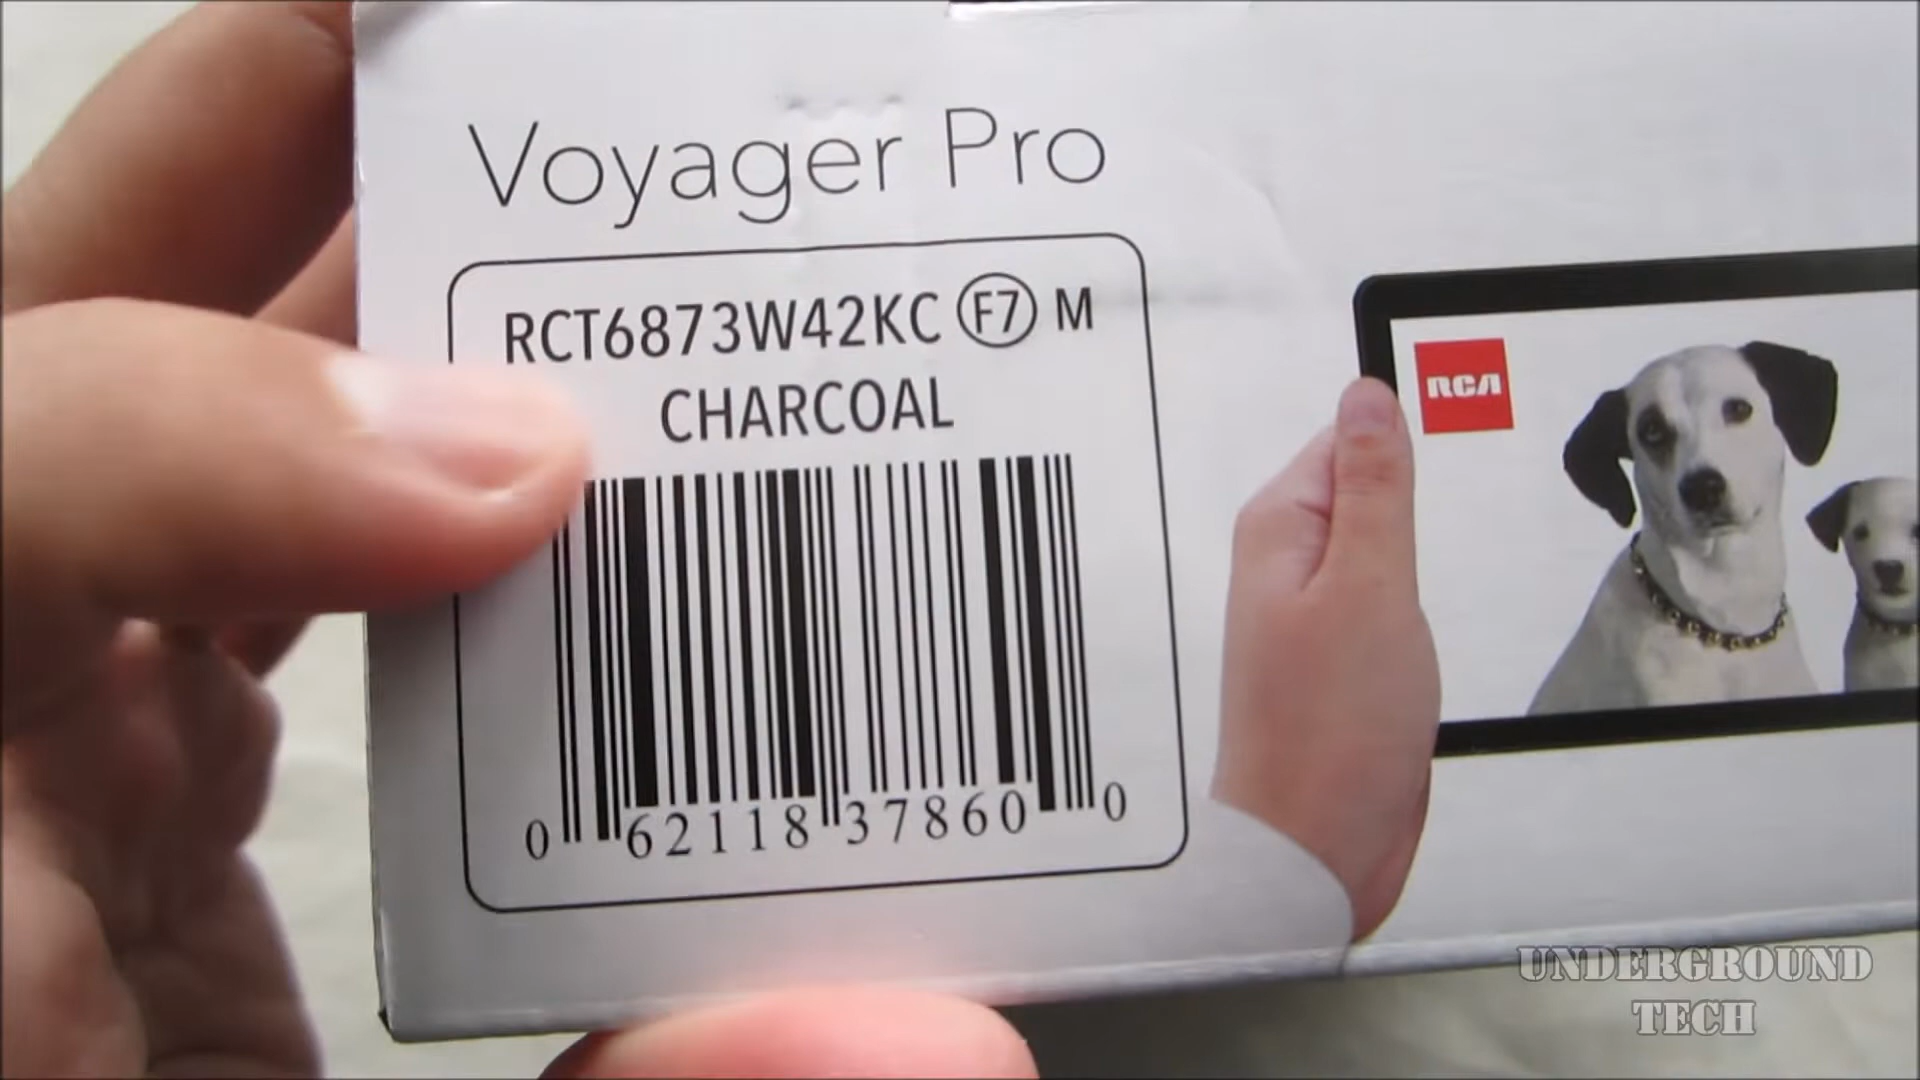 Voyager Pro
RCT6873W42KC F7 M
CHARCOAL
0 62118 37860 0
RCA
UNDERGROUND
TECH